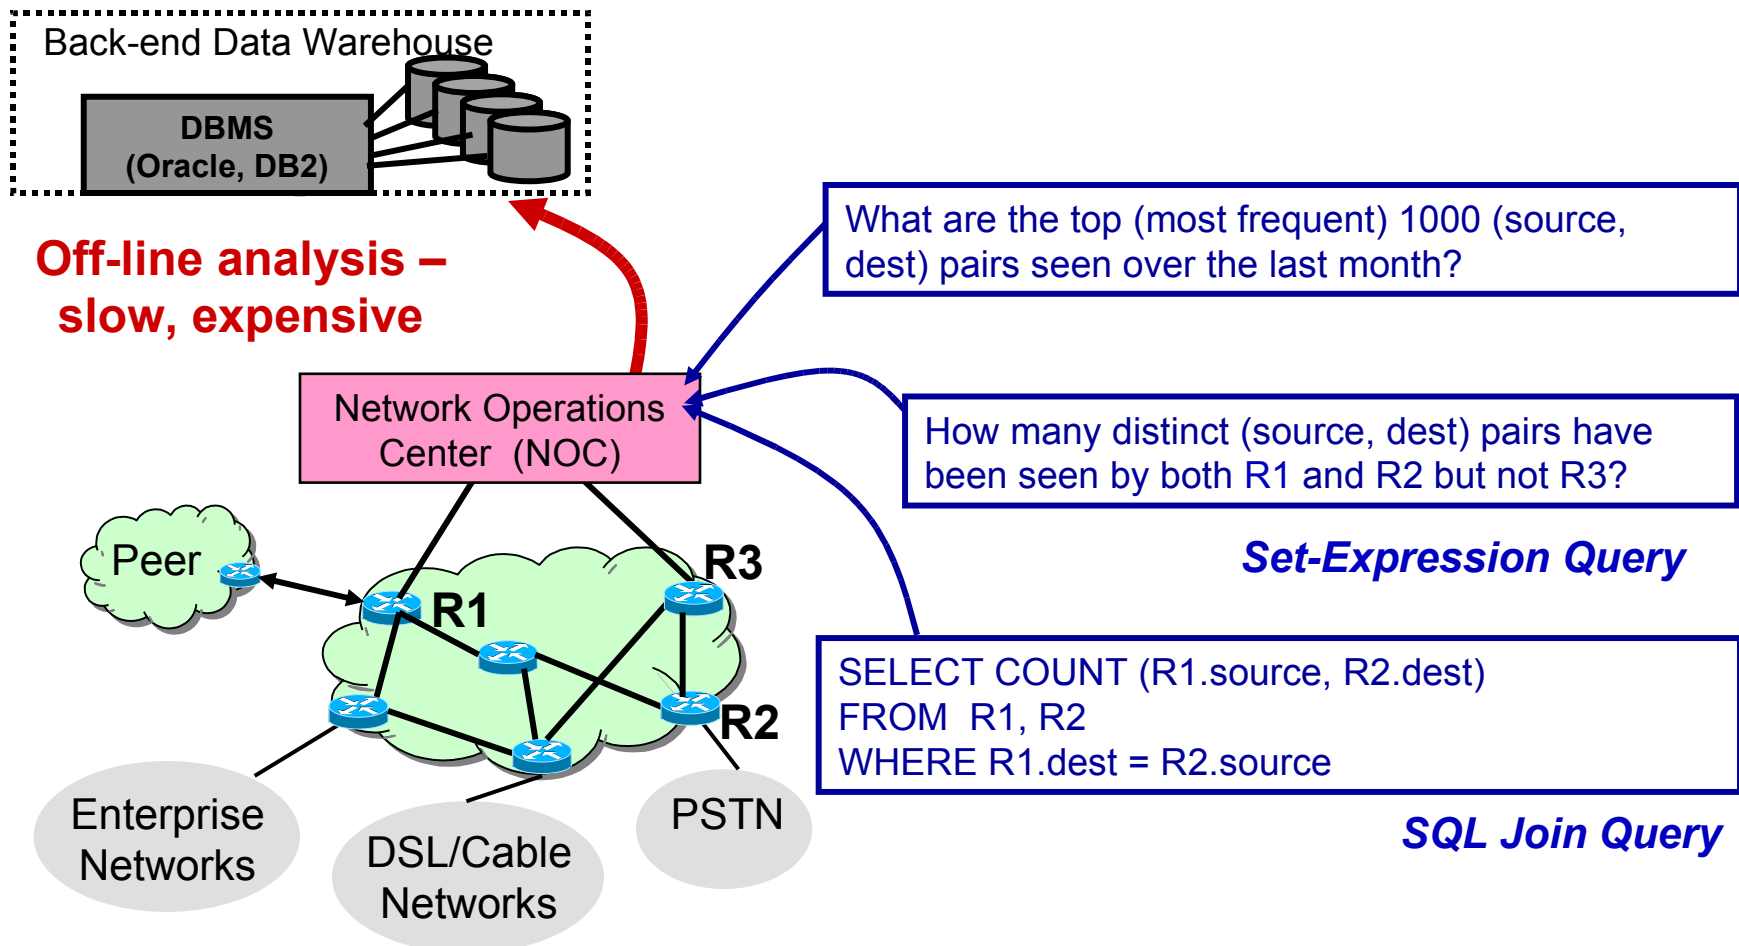 Back-end Data Warehouse
DBMS
(Oracle, DB2)
Off-line analysis –
slow, expensive
What are the top (most frequent) 1000 (source,
dest) pairs seen over the last month?
Network Operations
Center (NOC)
How many distinct (source, dest) pairs have
been seen by both R1 and R2 but not R3?
Set-Expression Query
Peer
R1
R3
R2
SELECT COUNT (R1.source, R2.dest)
FROM R1, R2
WHERE R1.dest = R2.source
SQL Join Query
Enterprise
Networks
DSL/Cable
Networks
PSTN